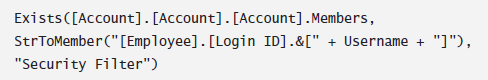 Exists([Account].[Account].[Account].Members,
StrToMember("[Employee].[Login ID].&[" + Username + "]"),
"Security Filter")